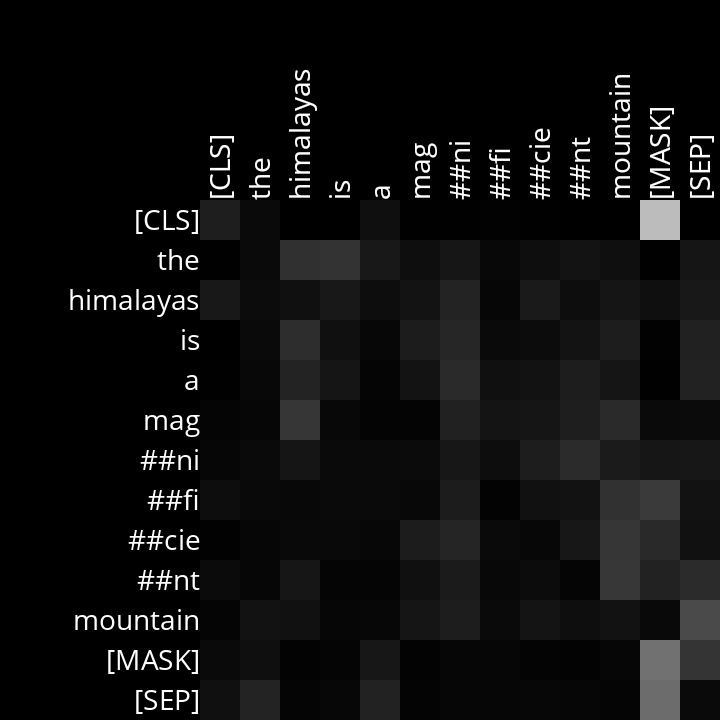 [CLS] the himalayas is a mag ##ni ##fi ##cie ##nt mountain [MASK] [SEP]
[CLS]
the
himalayas
is
a
mag
##ni
##fi
##cie
##nt
mountain
[MASK]
[SEP]